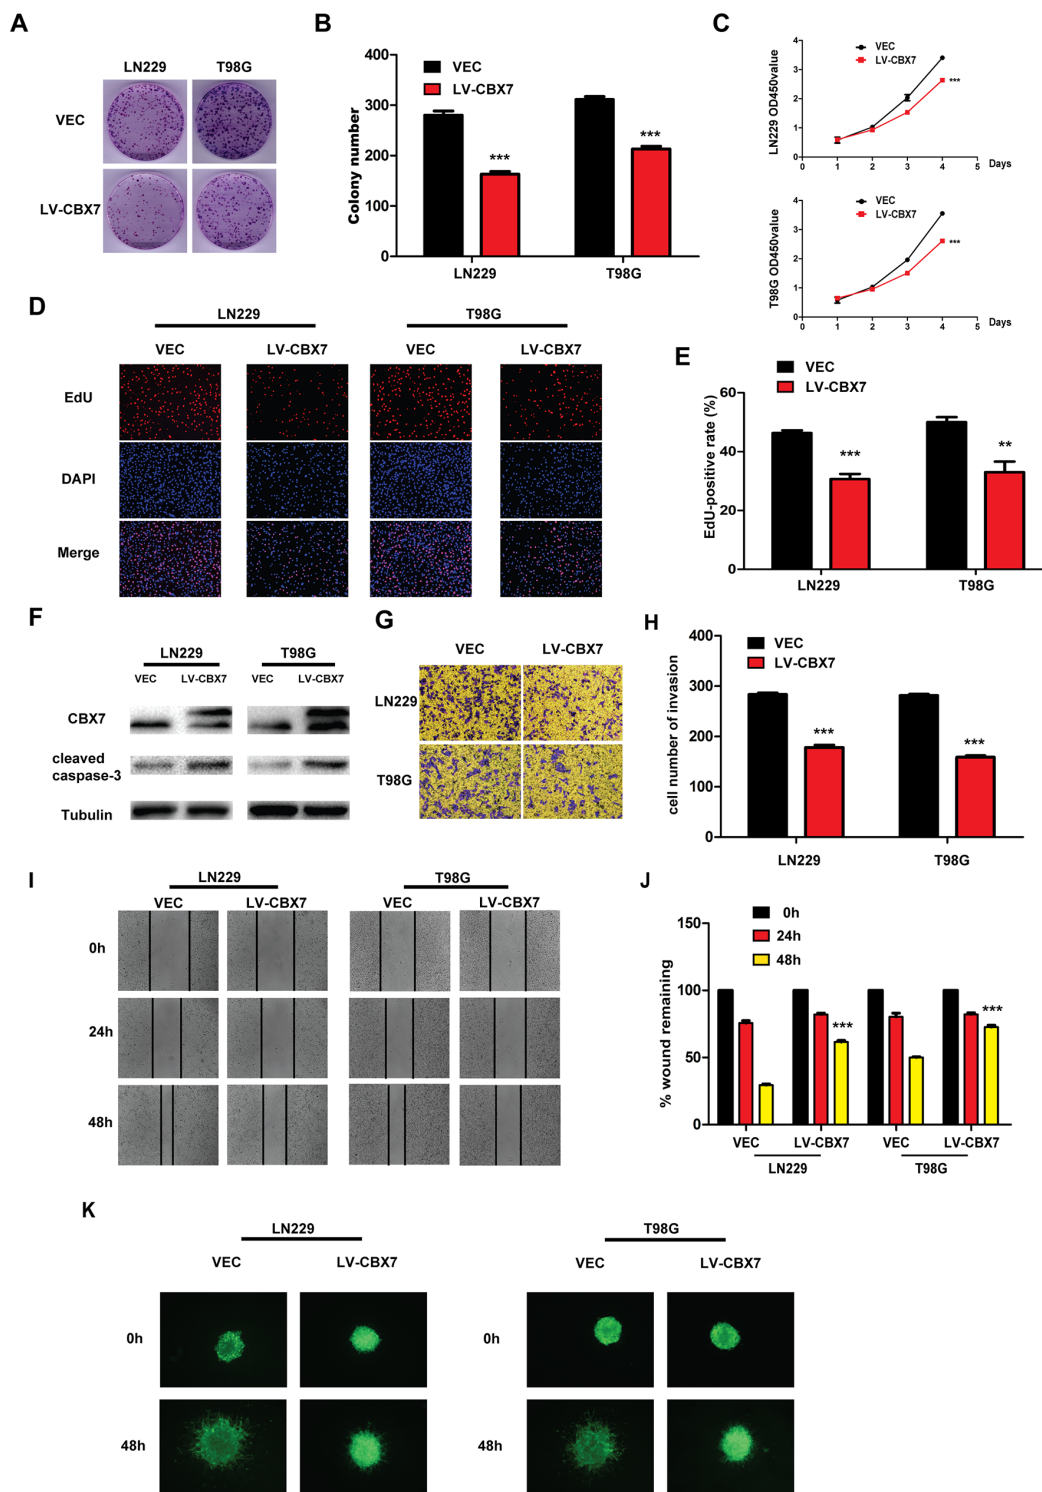 A
LN229 T98G
VEC
LV-CBX7
B
VEC
LV-CBX7
Colony number
400
300
200
100
0
***
***
LN229 T98G
C
LN229 OD450value
4
3
2
1
0
VEC
LV-CBX7
***
0 1 2 3 4 5 Days
T98G OD450value
4
3
2
1
0
VEC
LV-CBX7
***
0 1 2 3 4 5 Days
D
LN229 T98G
VEC LV-CBX7 VEC LV-CBX7
EdU
DAPI
Merge
E
VEC
LV-CBX7
EdU-positive rate (%)
60
40
20
0
***
**
LN229 T98G
F
LN229 T98G
VEC LV-CBX7 VEC LV-CBX7
CBX7
cleaved
caspase-3
Tubulin
G
VEC LV-CBX7
LN229
T98G
H
VEC
LV-CBX7
cell number of invasion
400
300
200
100
0
***
***
LN229 T98G
I
LN229 T98G
VEC LV-CBX7 VEC LV-CBX7
0h
24h
48h
J
0h
24h
48h
% wound remaining
150
100
50
0
***
***
VEC LV-CBX7 VEC LV-CBX7
LN229 T98G
K
LN229 T98G
VEC LV-CBX7 VEC LV-CBX7
0h 0h
48h 48h